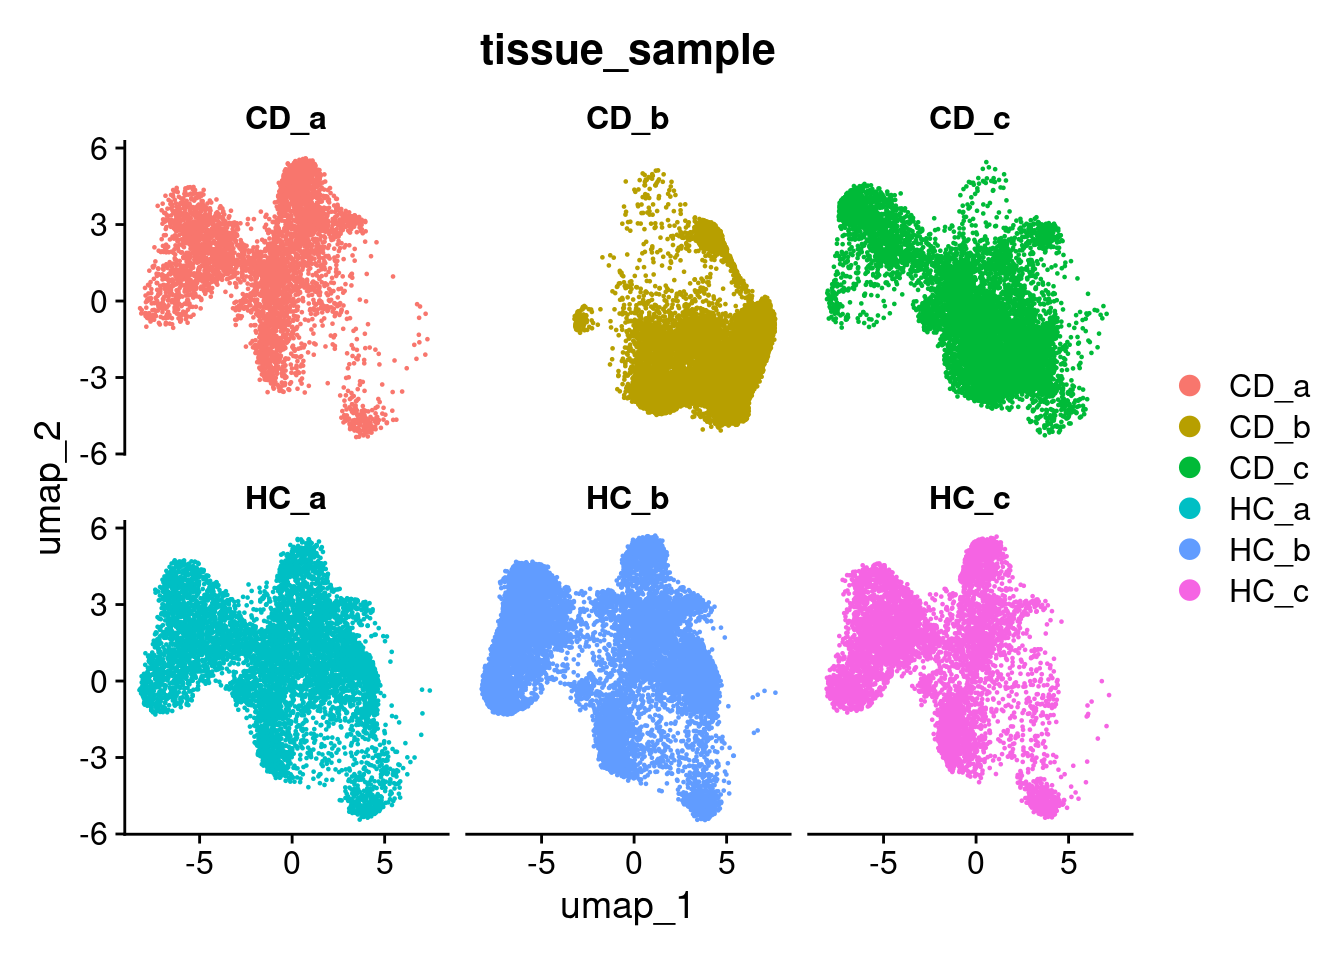 tissue_sample
CD_a CD_b CD_c
6
3
0
-3
-6
umap_2
HC_a HC_b HC_c
6
3
0
-3
-6
-5 0 5 -5 0 5 -5 0 5
umap_1
CD_a
CD_b
CD_c
HC_a
HC_b
HC_c